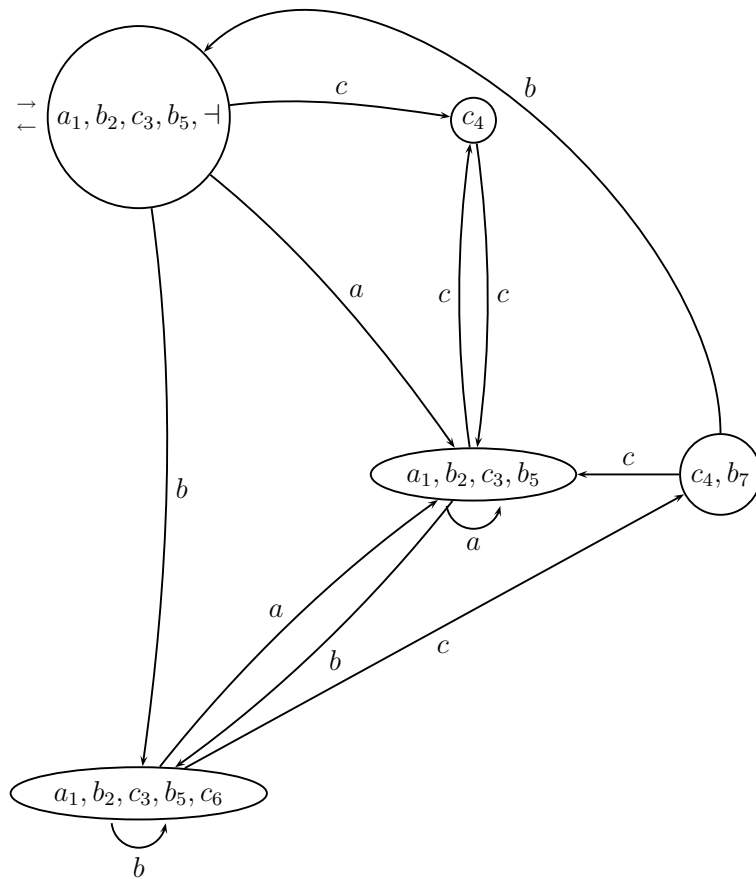 b
c
→ a₁, b₂, c₃, b₅, ⊣ c₄
←
a
c c
b
a₁, b₂, c₃, b₅ c c₄, b₇
a
a
b c
a₁, b₂, c₃, b₅, c₆
b